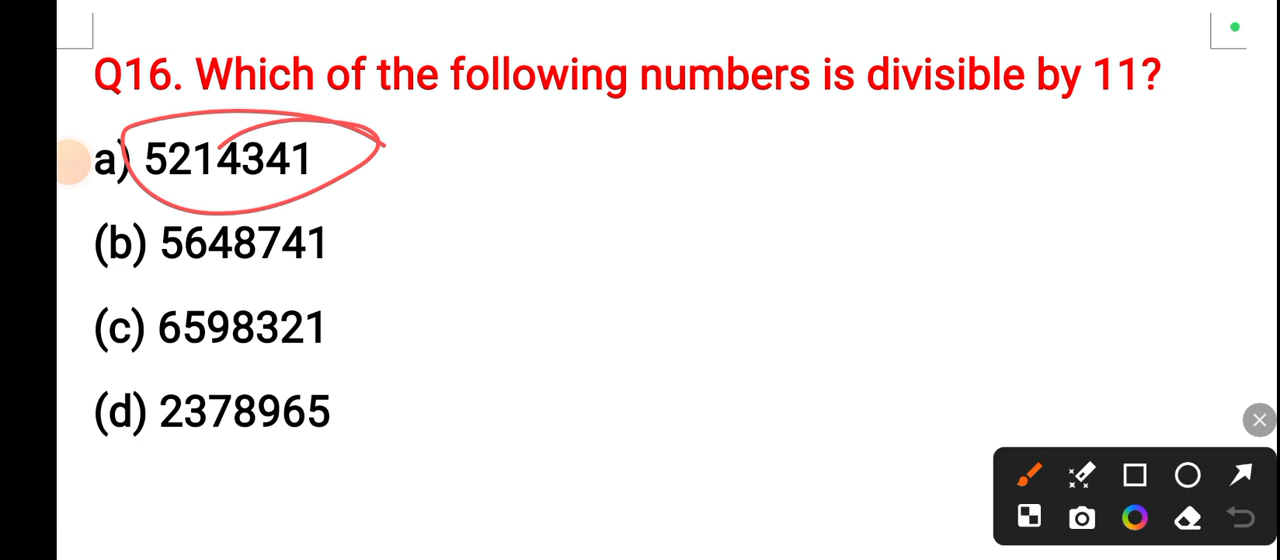 Q16. Which of the following numbers is divisible by 11?
a) 5214341
(b) 5648741
(c) 6598321
(d) 2378965